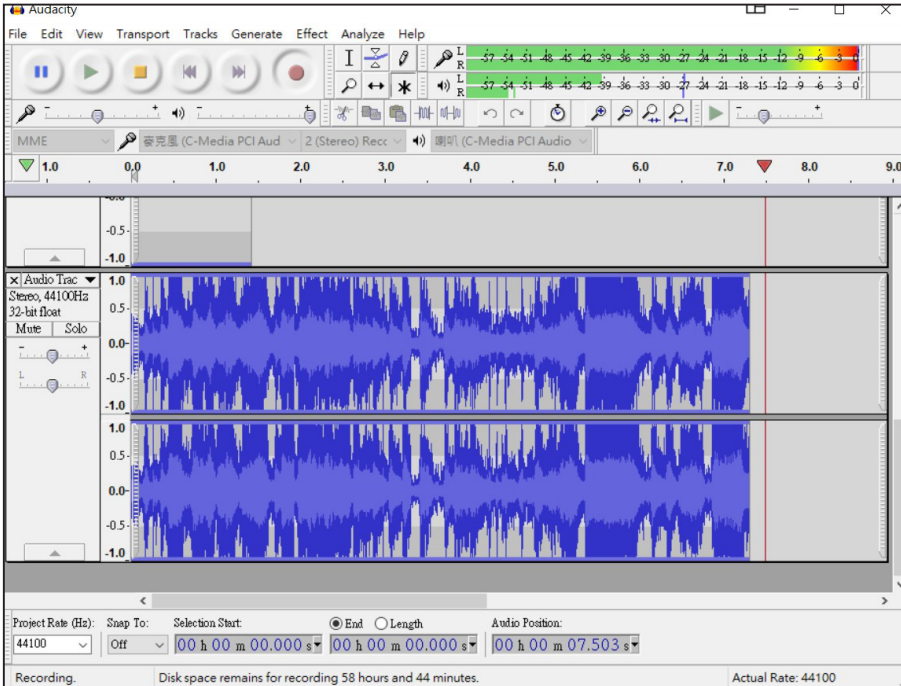 Audacity
File Edit View Transport Tracks Generate Effect Analyze Help
L
R
-57 -54 -51 -48 -45 -42 -39 -36 -33 -30 -27 -24 -21 -18 -15 -12 -9 -6 -3 0
L
R
-57 -54 -51 -48 -45 -42 -39 -36 -33 -30 -27 -24 -21 -18 -15 -12 -9 -6 -3 0
- + - + - +
MME 麥克風 (C-Media PCI Aud 2 (Stereo) Recc 喇叭 (C-Media PCI Audio
1.0 0.0 1.0 2.0 3.0 4.0 5.0 6.0 7.0 8.0 9.0
-0.5
-1.0
Audio Trac 1.0
Stereo, 44100Hz
32-bit float 0.5
Mute Solo
- + 0.0
L R -0.5
-1.0
1.0
0.5
0.0
-0.5
-1.0
Project Rate (Hz): Snap To: Selection Start: End Length Audio Position:
44100 Off 00 h 00 m 00.000 s 00 h 00 m 00.000 s 00 h 00 m 07.503 s
Recording. Disk space remains for recording 58 hours and 44 minutes. Actual Rate: 44100